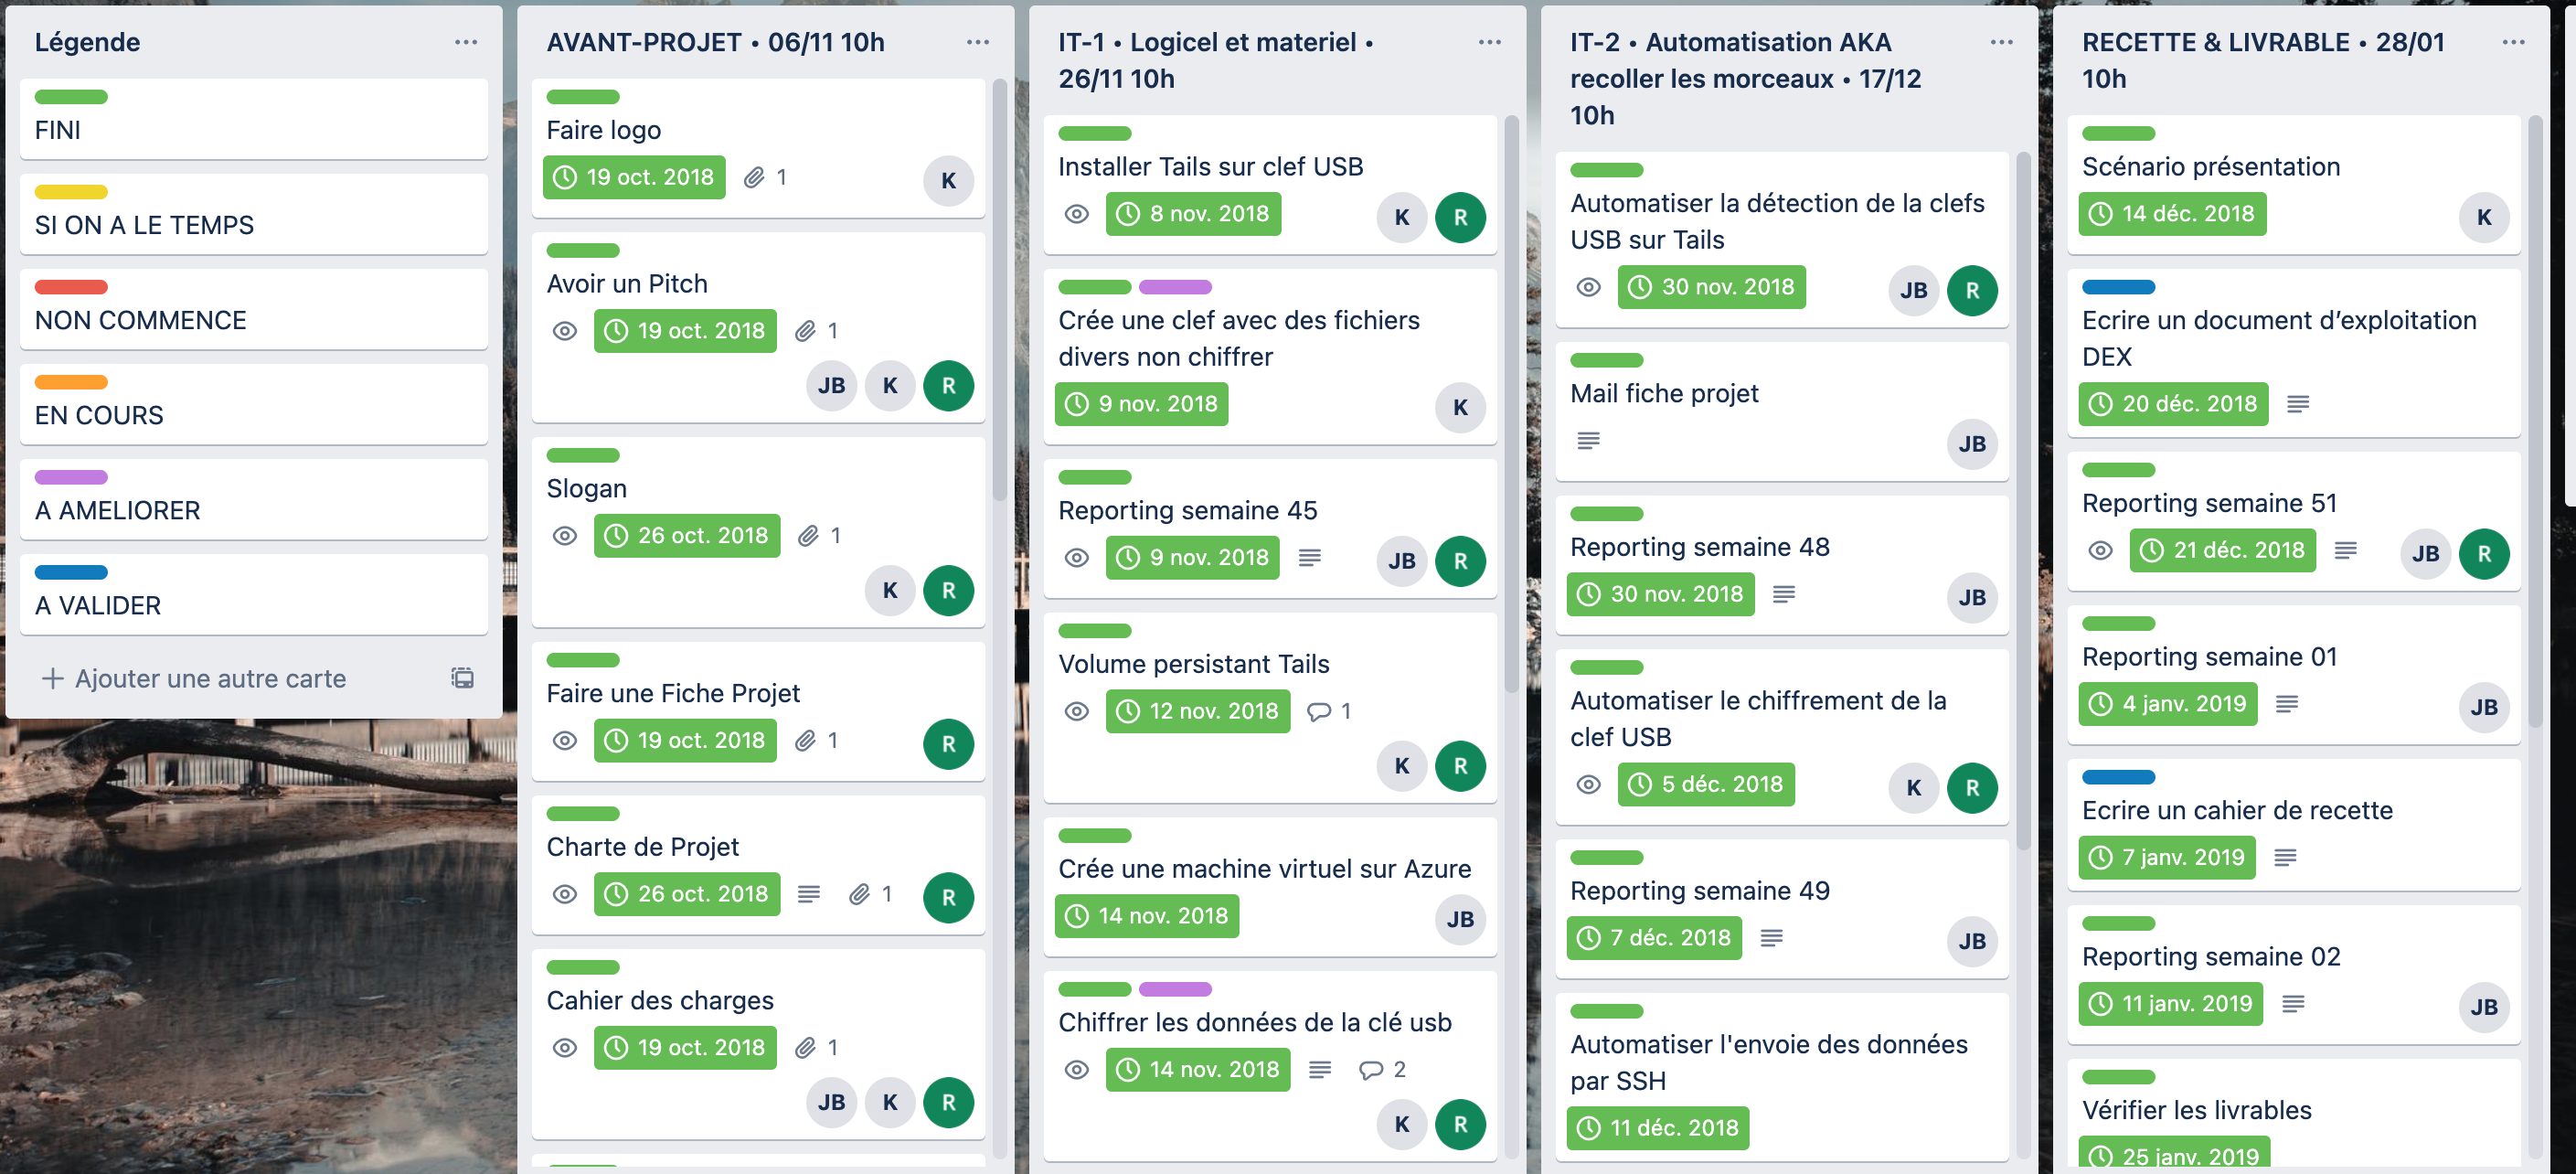 Légende
FINI
SI ON A LE TEMPS
NON COMMENCE
EN COURS
A AMELIORER
A VALIDER
Ajouter une autre carte
AVANT-PROJET • 06/11 10h
Faire logo
19 oct. 2018 1
K
Avoir un Pitch
19 oct. 2018 1
JB K R
Slogan
26 oct. 2018 1
K R
Faire une Fiche Projet
19 oct. 2018 1
R
Charte de Projet
26 oct. 2018 1
R
Cahier des charges
19 oct. 2018 1
JB K R
IT-1 • Logicel et materiel •
26/11 10h
Installer Tails sur clef USB
8 nov. 2018
K R
Crée une clef avec des fichiers
divers non chiffrer
9 nov. 2018
K
Reporting semaine 45
9 nov. 2018
JB R
Volume persistant Tails
12 nov. 2018 1
K R
Crée une machine virtuel sur Azure
14 nov. 2018
JB
Chiffrer les données de la clé usb
14 nov. 2018 2
K R
IT-2 • Automatisation AKA
recoller les morceaux • 17/12
10h
Automatiser la détection de la clefs
USB sur Tails
30 nov. 2018
JB R
Mail fiche projet
JB
Reporting semaine 48
30 nov. 2018
JB
Automatiser le chiffrement de la
clef USB
5 déc. 2018
K R
Reporting semaine 49
7 déc. 2018
JB
Automatiser l'envoie des données
par SSH
11 déc. 2018
RECETTE & LIVRABLE • 28/01
10h
Scénario présentation
14 déc. 2018
K
Ecrire un document d’exploitation
DEX
20 déc. 2018
Reporting semaine 51
21 déc. 2018
JB R
Reporting semaine 01
4 janv. 2019
JB
Ecrire un cahier de recette
7 janv. 2019
Reporting semaine 02
11 janv. 2019
JB
Vérifier les livrables
25 janv. 2019